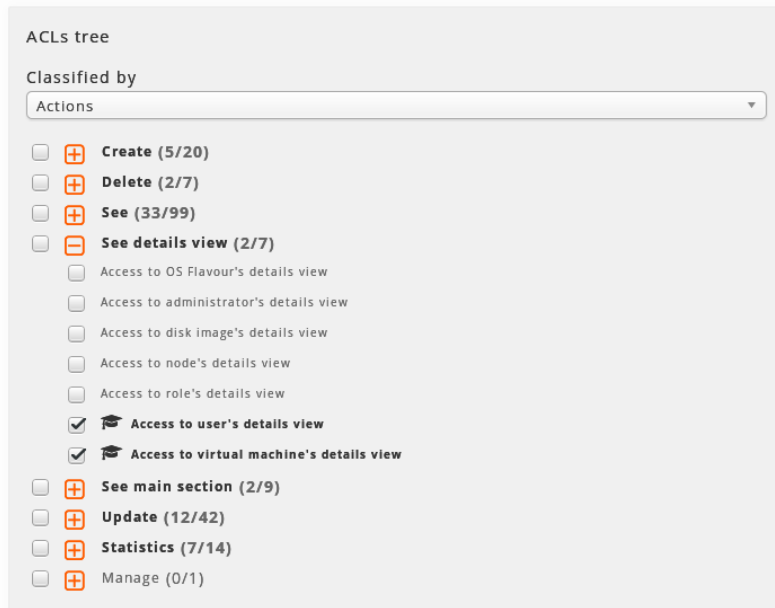 ACLs tree
Classified by
Actions
Create (5/20)
Delete (2/7)
See (33/99)
See details view (2/7)
Access to OS Flavour's details view
Access to administrator's details view
Access to disk image's details view
Access to node's details view
Access to role's details view
Access to user's details view
Access to virtual machine's details view
See main section (2/9)
Update (12/42)
Statistics (7/14)
Manage (0/1)